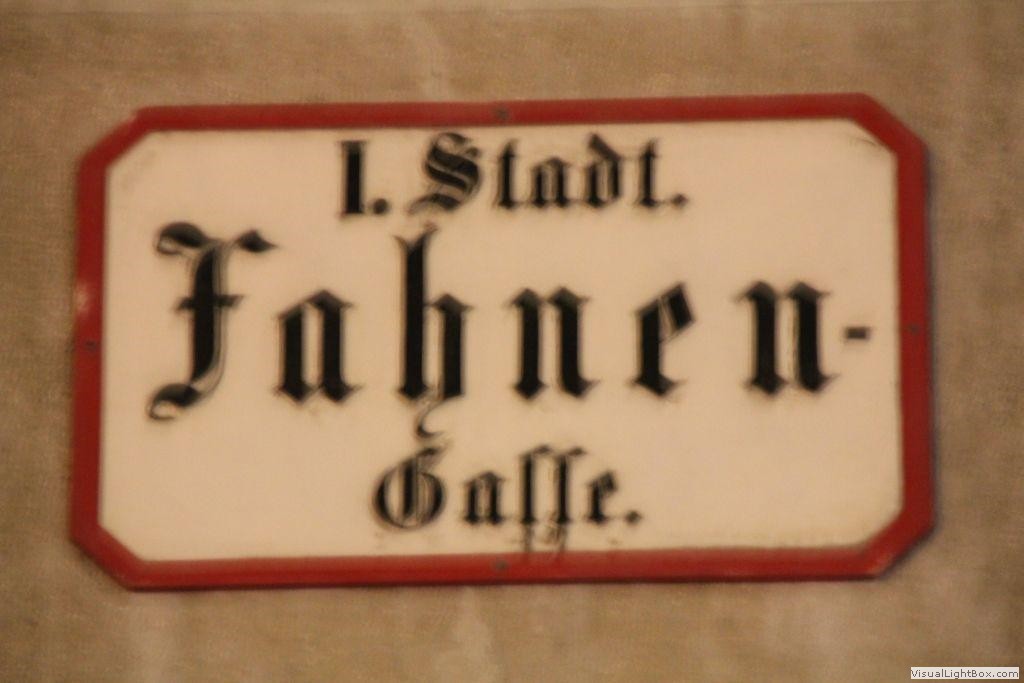 I. Stadt.
Fahnen-
Gasse.
VisualLightBox.com